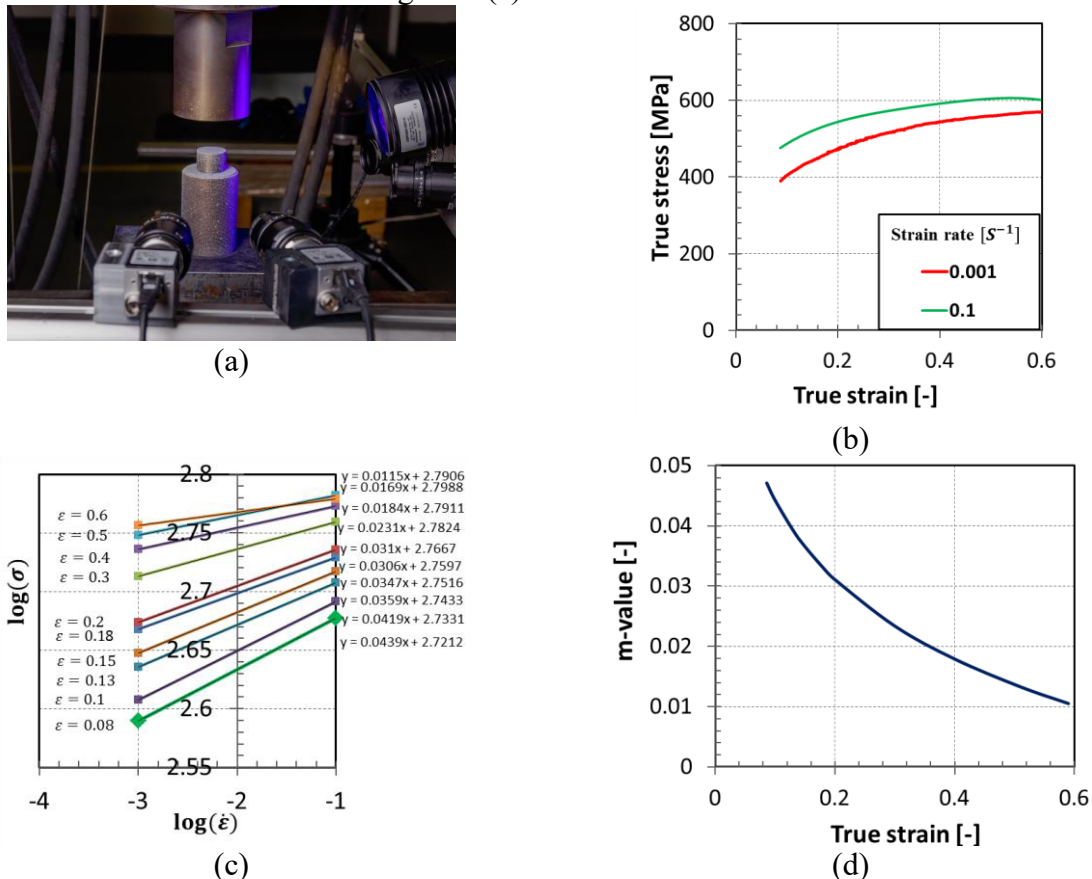 (a)
800
600
400
200
0
True stress [MPa]
Strain rate [S⁻¹]
0.001
0.1
0
0.2
0.4
0.6
True strain [-]
(b)
2.8
2.75
2.7
2.65
2.6
2.55
log(σ)
ε = 0.6
ε = 0.5
ε = 0.4
ε = 0.3
ε = 0.2
ε = 0.18
ε = 0.15
ε = 0.13
ε = 0.1
ε = 0.08
y = 0.0115x + 2.7906
y = 0.0169x + 2.7988
y = 0.0184x + 2.7911
y = 0.0231x + 2.7824
y = 0.031x + 2.7667
y = 0.0306x + 2.7597
y = 0.0347x + 2.7516
y = 0.0359x + 2.7433
y = 0.0419x + 2.7331
y = 0.0439x + 2.7212
-4
-3
-2
-1
log(ε̇)
(c)
0.05
0.04
0.03
0.02
0.01
0
m-value [-]
0
0.2
0.4
0.6
True strain [-]
(d)